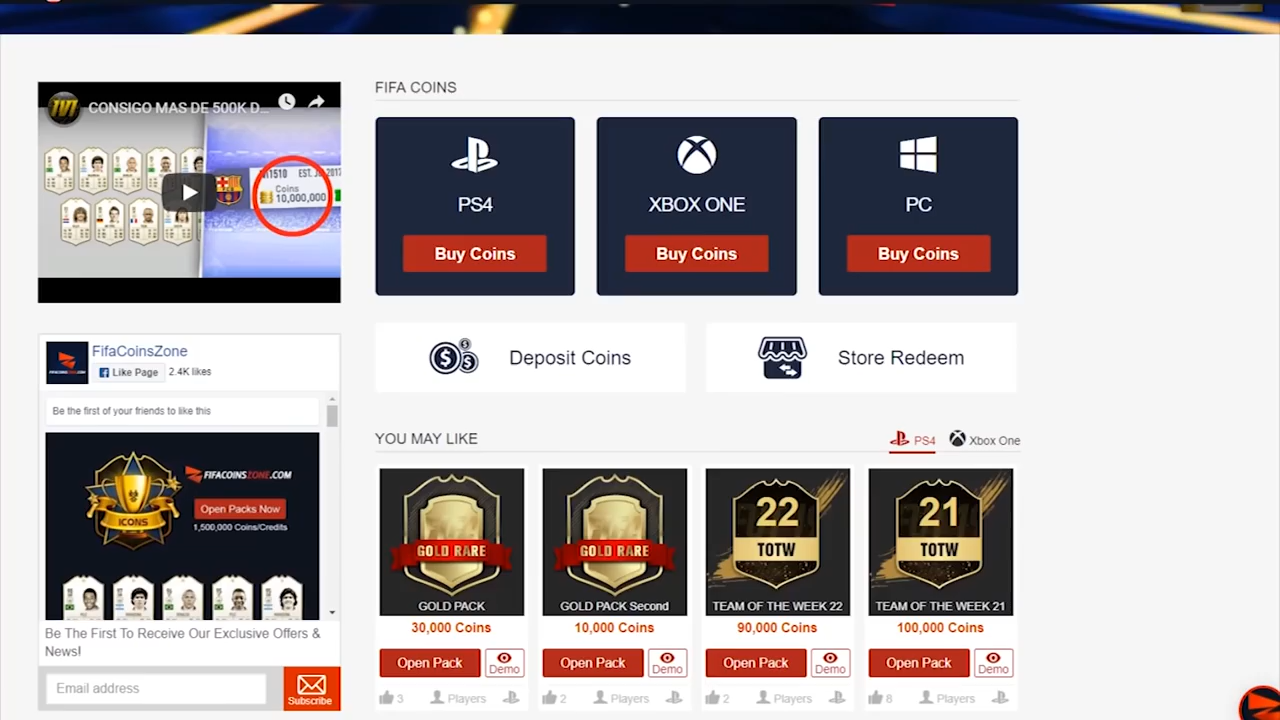 CONSIGO MAS DE 500K D...
EST. JUL 2017
Coins
10,000,000
FIFA COINS
PS4
Buy Coins
XBOX ONE
Buy Coins
PC
Buy Coins
Deposit Coins
Store Redeem
FifaCoinsZone
Like Page
2.4K likes
Be the first of your friends to like this
FIFACOINSZONE.COM
ICONS
Open Packs Now
1,500,000 Coins/Credits
Be The First To Receive Our Exclusive Offers &
News!
Email address
Subscribe
YOU MAY LIKE
PS4
Xbox One
GOLD RARE
GOLD PACK
30,000 Coins
Open Pack
Demo
3
Players
GOLD RARE
GOLD PACK Second
10,000 Coins
Open Pack
Demo
2
Players
22
TOTW
TEAM OF THE WEEK 22
90,000 Coins
Open Pack
Demo
2
Players
21
TOTW
TEAM OF THE WEEK 21
100,000 Coins
Open Pack
Demo
8
Players